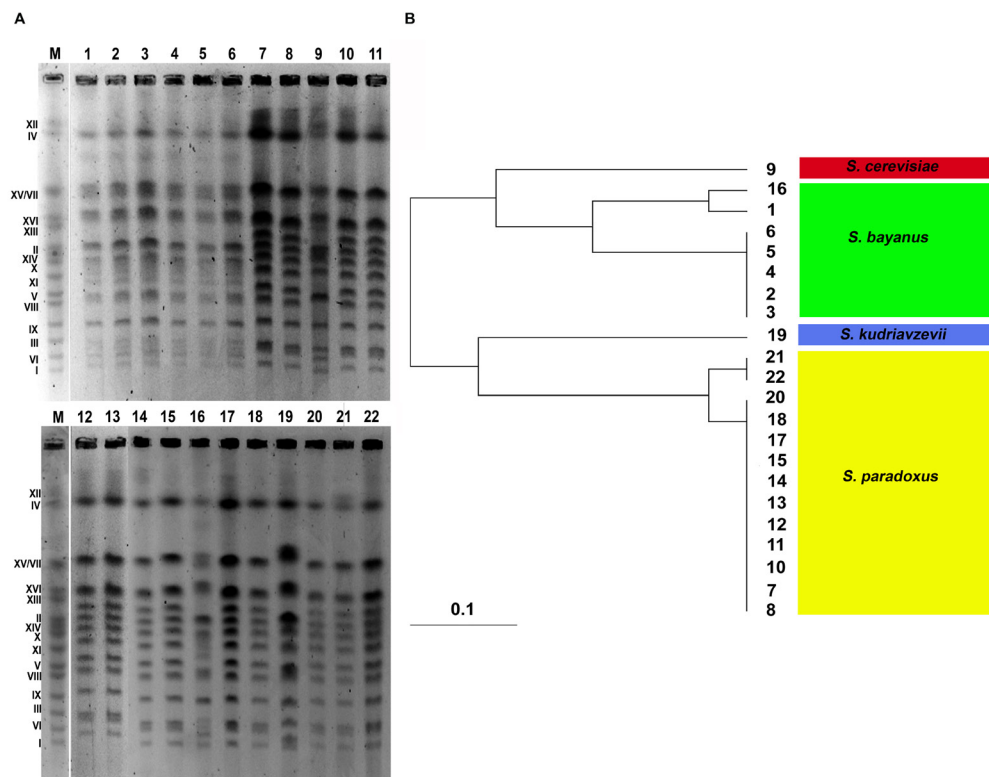 A
B
M 1 2 3 4 5 6 7 8 9 10 11
XII
IV
XV/VII
XVI
XIII
II
XIV
X
XI
V
VIII
IX
III
VI
I
M 12 13 14 15 16 17 18 19 20 21 22
XII
IV
XV/VII
XVI
XIII
II
XIV
X
XI
V
VIII
IX
III
VI
I
9
S. cerevisiae
16
1
6
S. bayanus
5
4
2
3
19
S. kudriavzevii
21
22
20
18
17
15
14
S. paradoxus
13
12
11
10
7
8
0.1